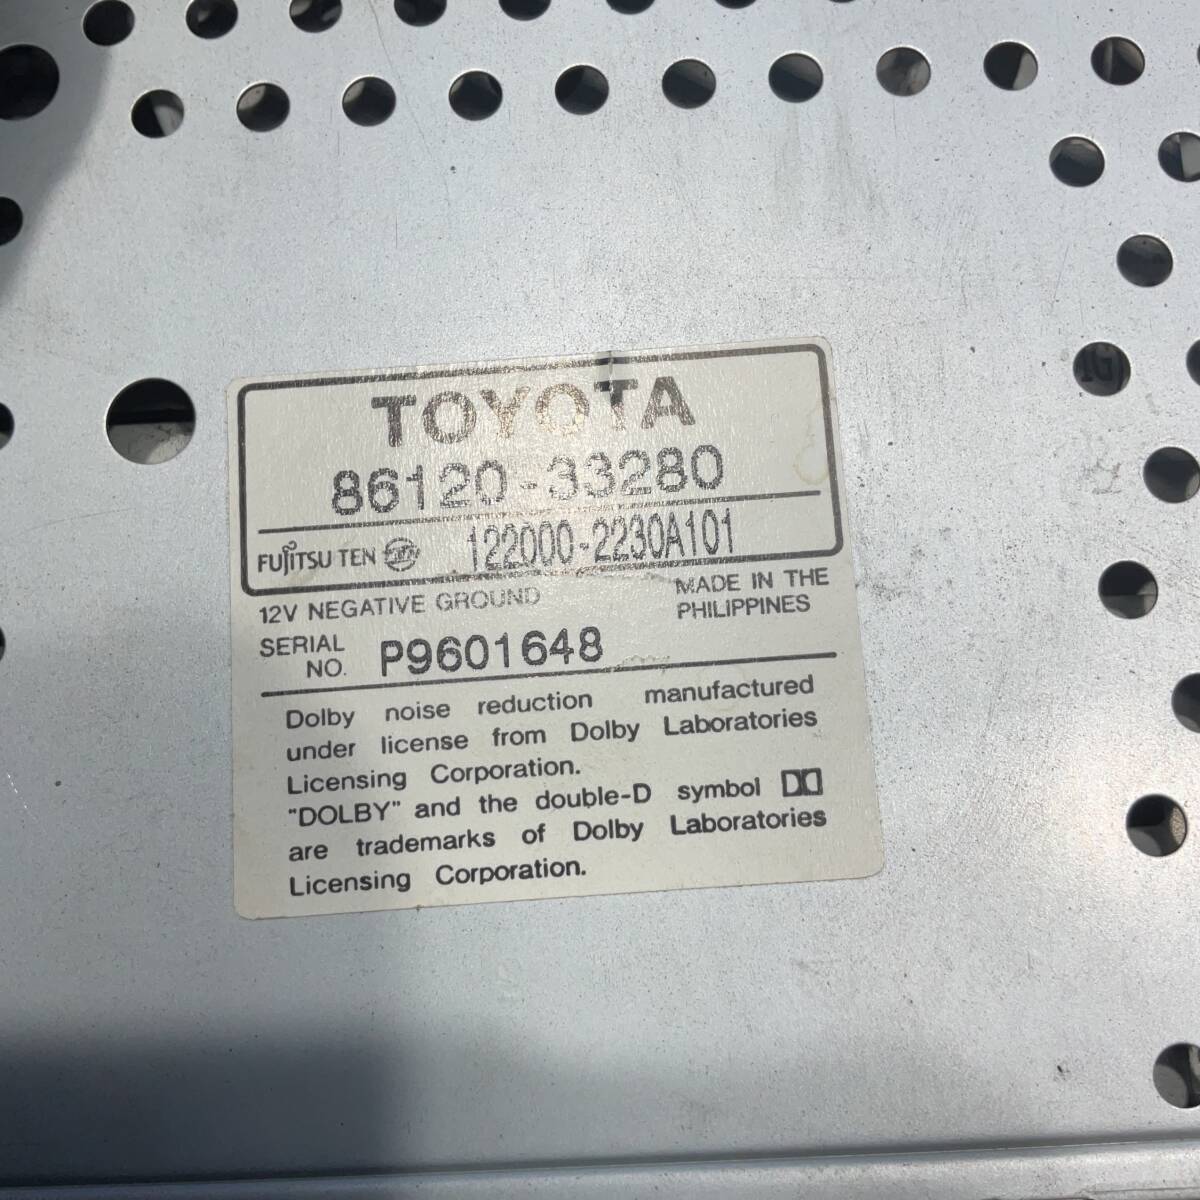 TOYOTA
86120-33280
FUJITSU TEN 122000-2230A101
12V NEGATIVE GROUND
MADE IN THE
PHILIPPINES
SERIAL
NO. P9601648
Dolby noise reduction manufactured
under license from Dolby Laboratories
Licensing Corporation.
"DOLBY" and the double-D symbol
are trademarks of Dolby Laboratories
Licensing Corporation.